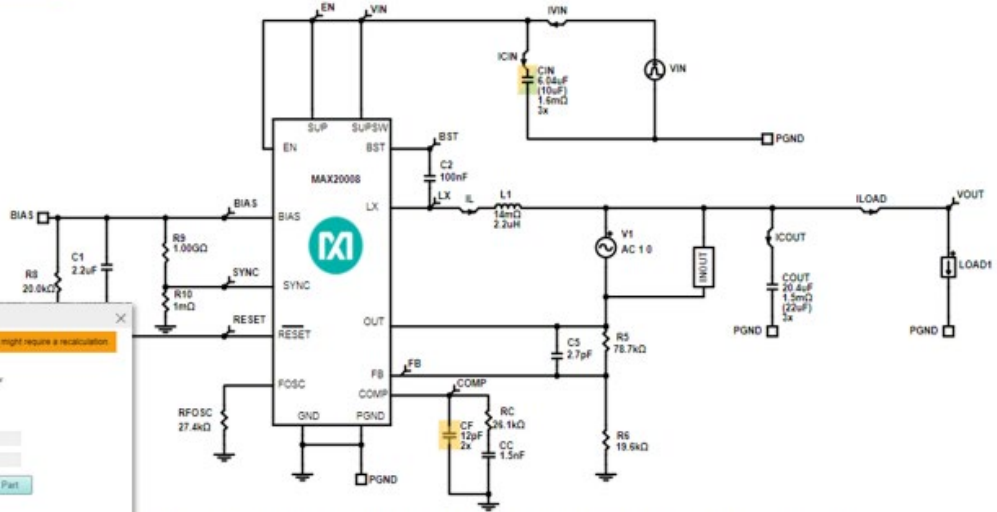 EN
VIN
IVIN
ICIN
CIN
6.04uF
(10uF)
1.6mΩ
3x
VIN
PGND
SUP
SUPSW
EN
BST
BST
C2
100nF
MAX20008
LX
LX
IL
L1
14mΩ
2.2uH
ILOAD
VOUT
BIAS
BIAS
BIAS
R9
1.00GΩ
C1
2.2uF
R8
20.0kΩ
V1
AC 1 0
INOUT
ICOUT
COUT
20.4uF
1.5mΩ
(22uF)
3x
LOAD1
SYNC
SYNC
R10
1mΩ
PGND
PGND
RESET
RESET
might require a recalculation
OUT
C5
2.7pF
R5
78.7kΩ
FB
FB
COMP
COMP
FOSC
RFOSC
27.4kΩ
GND
PGND
CF
12pF
2x
RC
26.1kΩ
CC
1.5nF
R6
19.6kΩ
PGND
Part